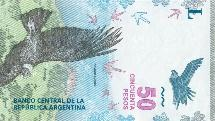 BANCO CENTRAL DE LA
REPÚBLICA ARGENTINA
50
CINCUENTA
PESOS